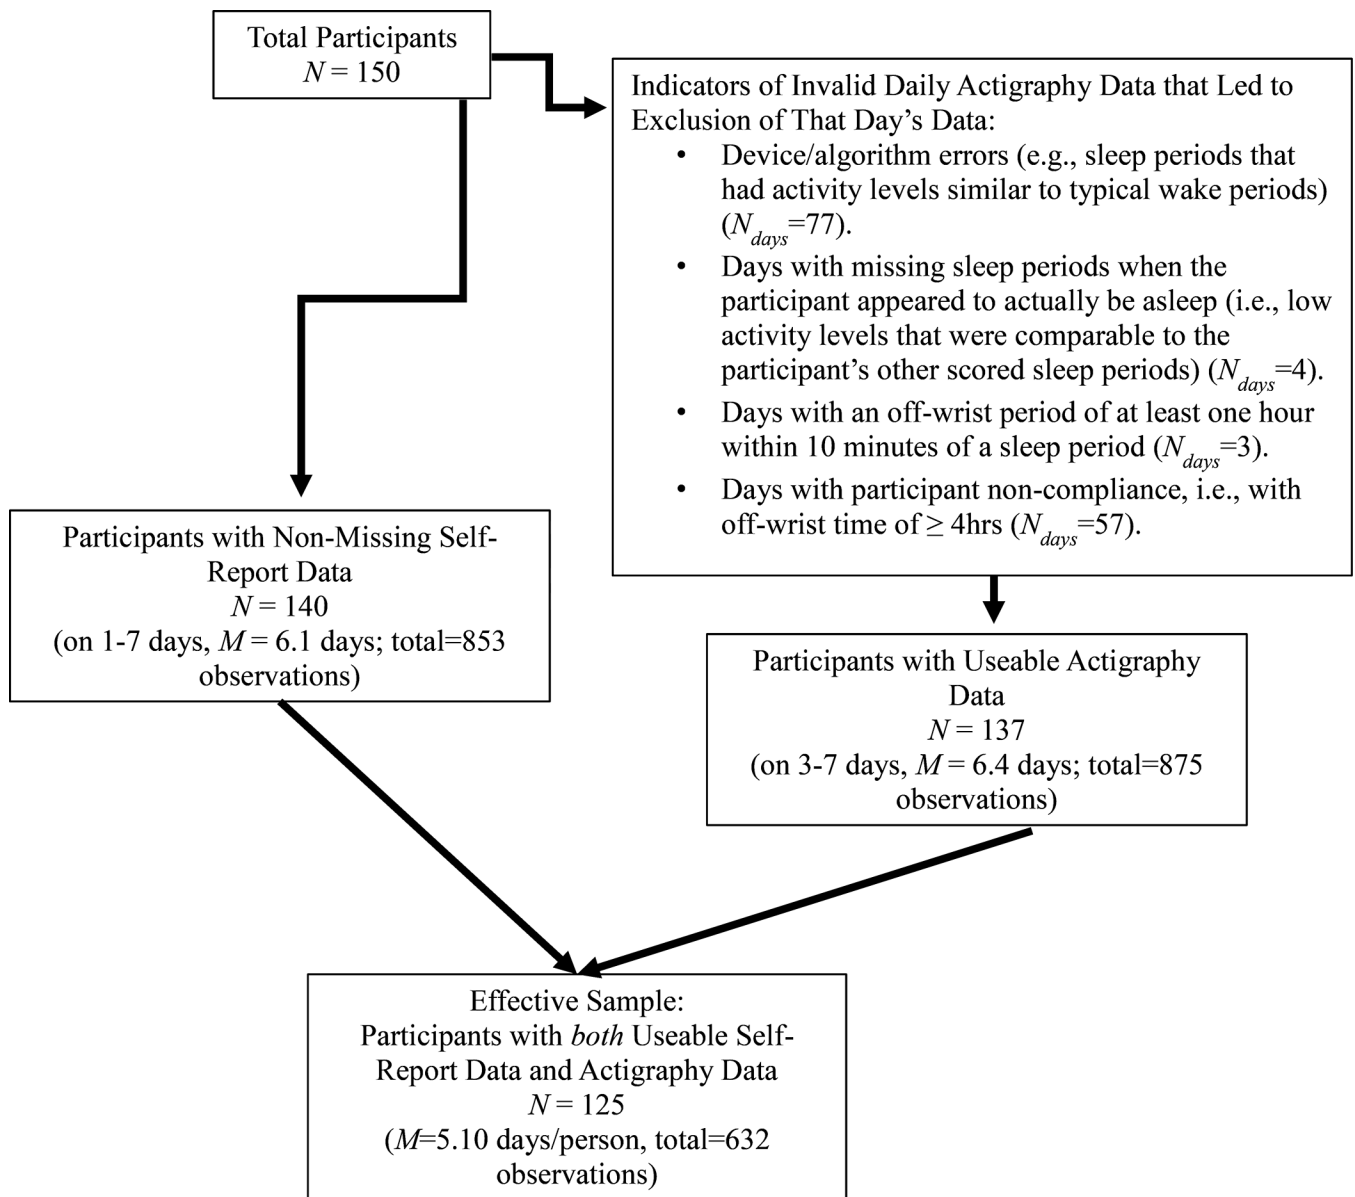 Total Participants
N = 150
Indicators of Invalid Daily Actigraphy Data that Led to
Exclusion of That Day’s Data:
• Device/algorithm errors (e.g., sleep periods that
had activity levels similar to typical wake periods)
(Ndays=77).
• Days with missing sleep periods when the
participant appeared to actually be asleep (i.e., low
activity levels that were comparable to the
participant’s other scored sleep periods) (Ndays=4).
• Days with an off-wrist period of at least one hour
within 10 minutes of a sleep period (Ndays=3).
• Days with participant non-compliance, i.e., with
off-wrist time of ≥ 4hrs (Ndays=57).
Participants with Non-Missing Self-
Report Data
N = 140
(on 1-7 days, M = 6.1 days; total=853
observations)
Participants with Useable Actigraphy
Data
N = 137
(on 3-7 days, M = 6.4 days; total=875
observations)
Effective Sample:
Participants with both Useable Self-
Report Data and Actigraphy Data
N = 125
(M=5.10 days/person, total=632
observations)